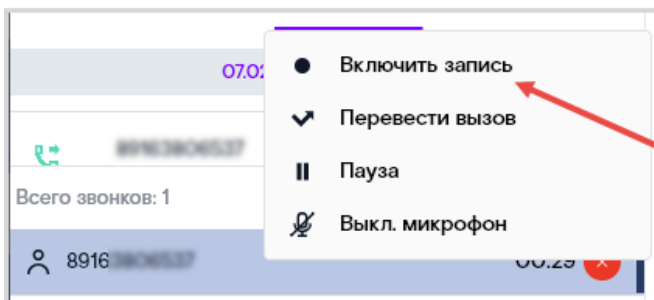 07.02
Включить запись
Перевести вызов
Пауза
Всего звонков: 1
Выкл. микрофон
8916
00:29